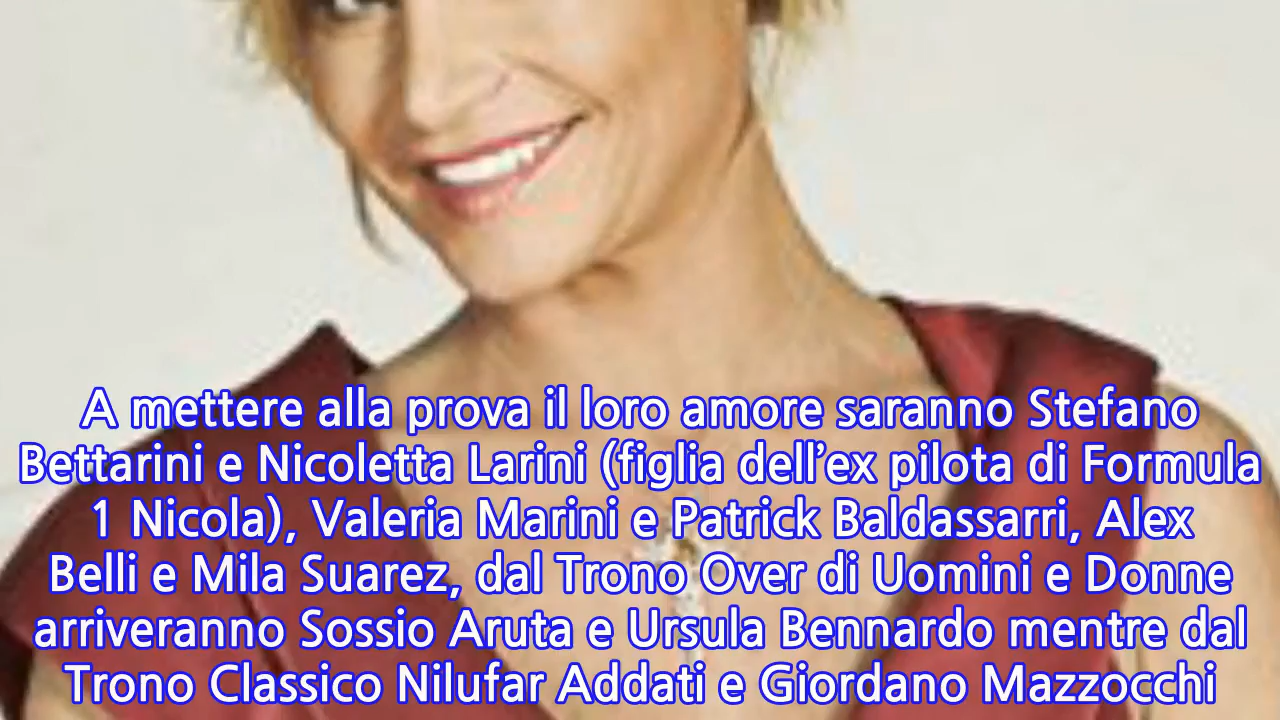 A mettere alla prova il loro amore saranno Stefano
Bettarini e Nicoletta Larini (figlia dell’ex pilota di Formula
1 Nicola), Valeria Marini e Patrick Baldassarri, Alex
Belli e Mila Suarez, dal Trono Over di Uomini e Donne
arriveranno Sossio Aruta e Ursula Bennardo mentre dal
Trono Classico Nilufar Addati e Giordano Mazzocchi